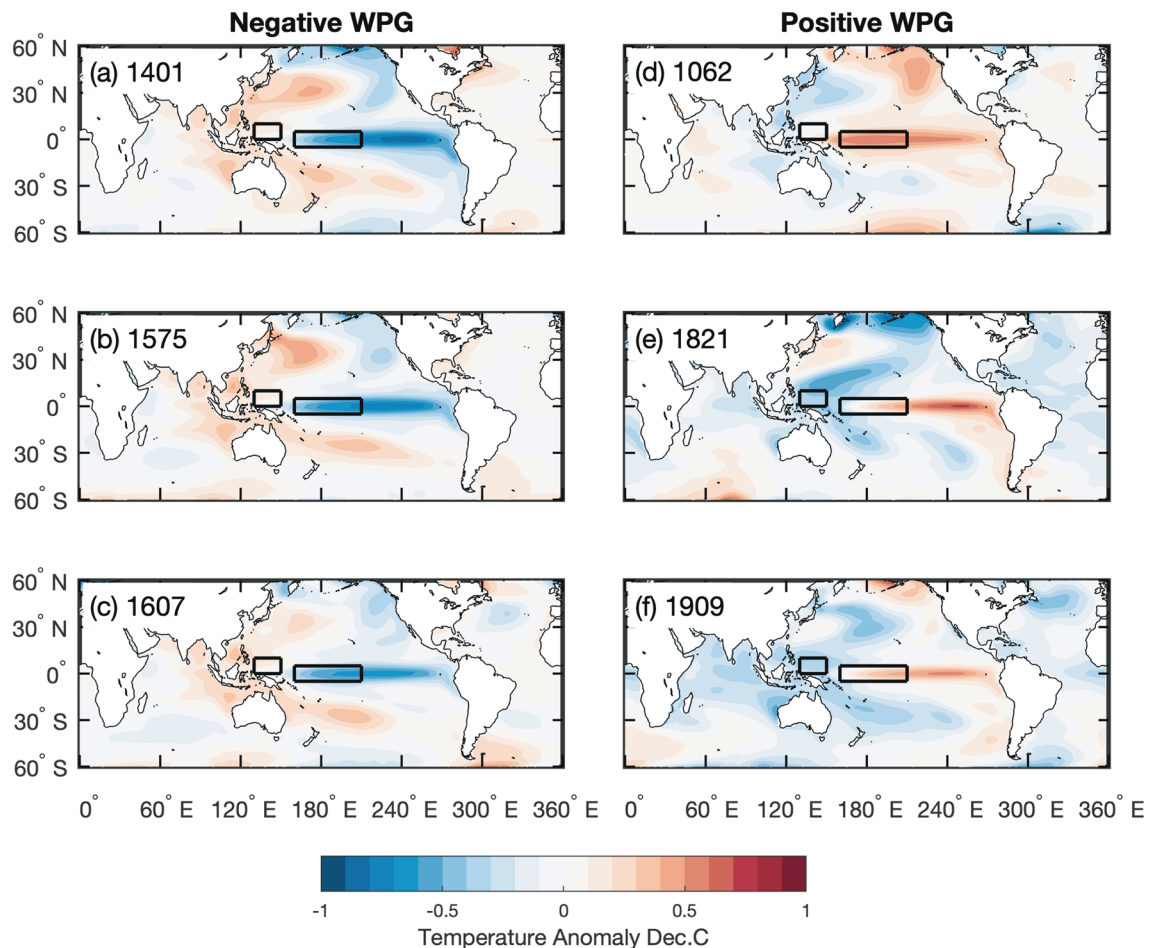 Negative WPG
Positive WPG
60° N
30° N
0°
30° S
60° S
(a) 1401
(d) 1062
60° N
30° N
0°
30° S
60° S
(b) 1575
(e) 1821
60° N
30° N
0°
30° S
60° S
(c) 1607
(f) 1909
0° 60° E 120° E 180° E 240° E 300° E 360° E
0° 60° E 120° E 180° E 240° E 300° E 360° E
-1 -0.5 0 0.5 1
Temperature Anomaly Dec.C